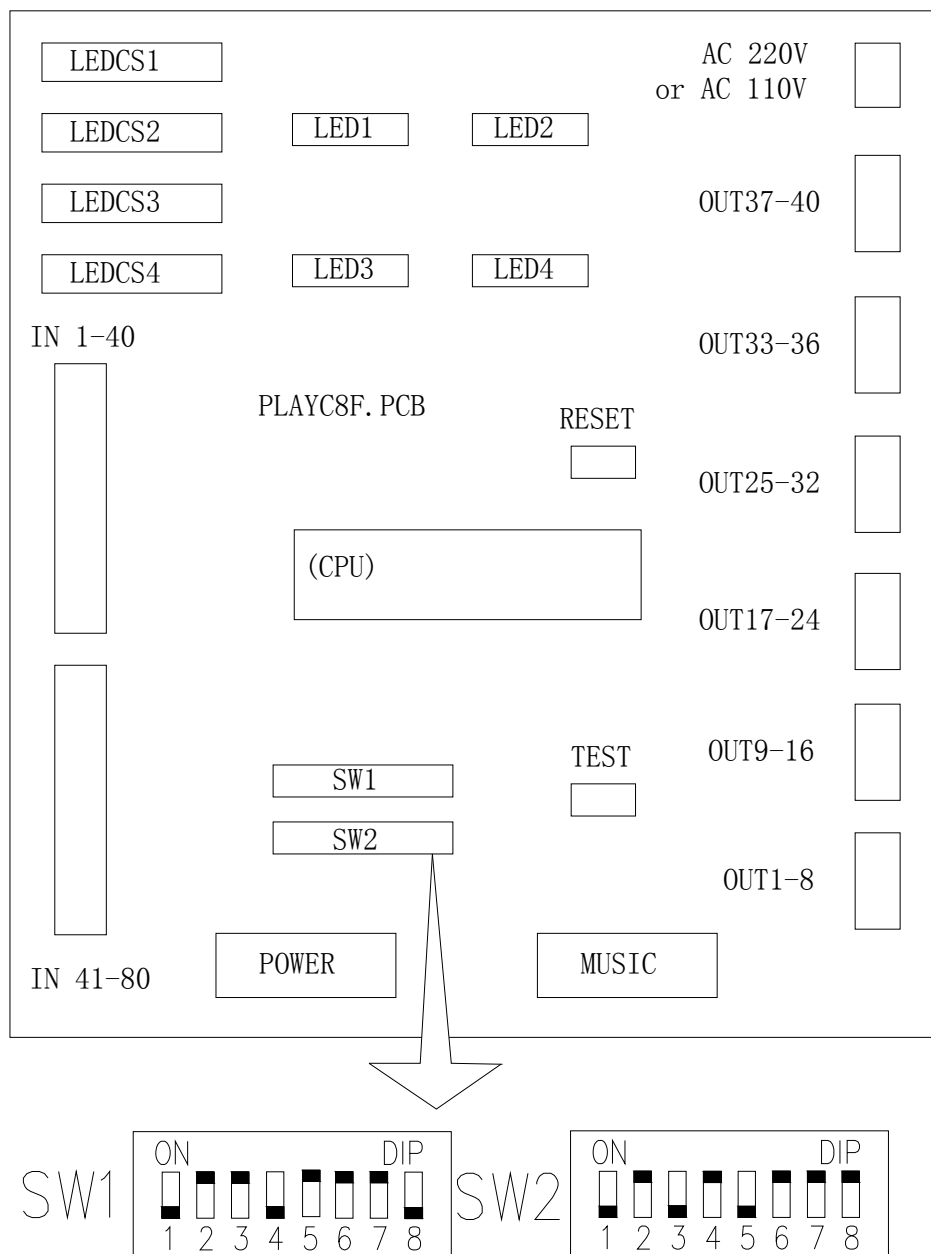 LEDCS1
AC 220V
or AC 110V
LEDCS2
LED1
LED2
LEDCS3
OUT37-40
LEDCS4
LED3
LED4
IN 1-40
OUT33-36
PLAYC8F.PCB
RESET
OUT25-32
(CPU)
OUT17-24
TEST
OUT9-16
SW1
SW2
OUT1-8
POWER
MUSIC
IN 41-80
SW1
ON DIP
1 2 3 4 5 6 7 8
SW2
ON DIP
1 2 3 4 5 6 7 8